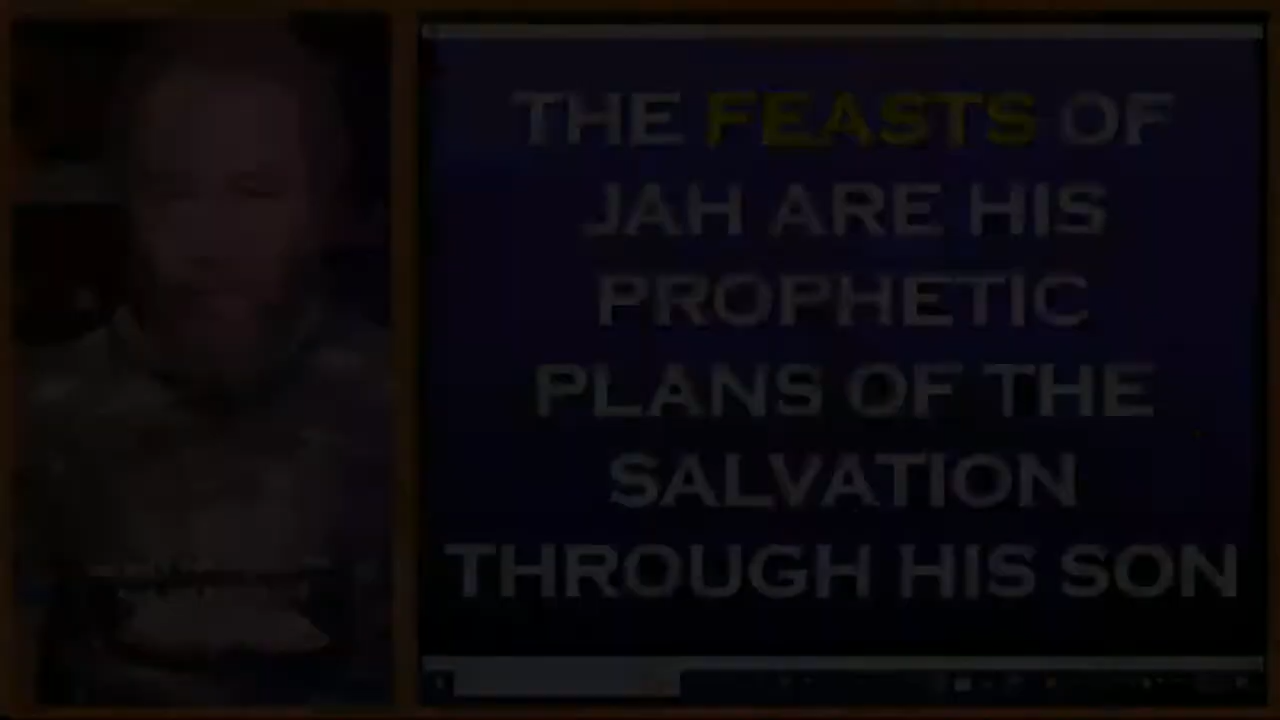 THE FEASTS OF
JAH ARE HIS
PROPHETIC
PLANS OF THE
SALVATION
THROUGH HIS SON